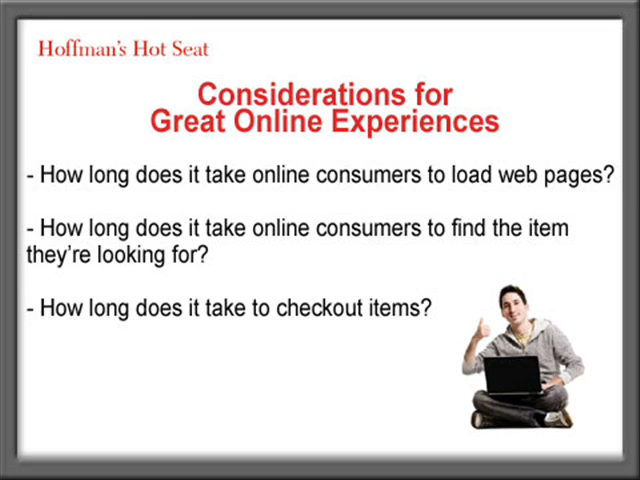 Hoffman's Hot Seat
Considerations for
Great Online Experiences
- How long does it take online consumers to load web pages?
- How long does it take online consumers to find the item
they're looking for?
- How long does it take to checkout items?